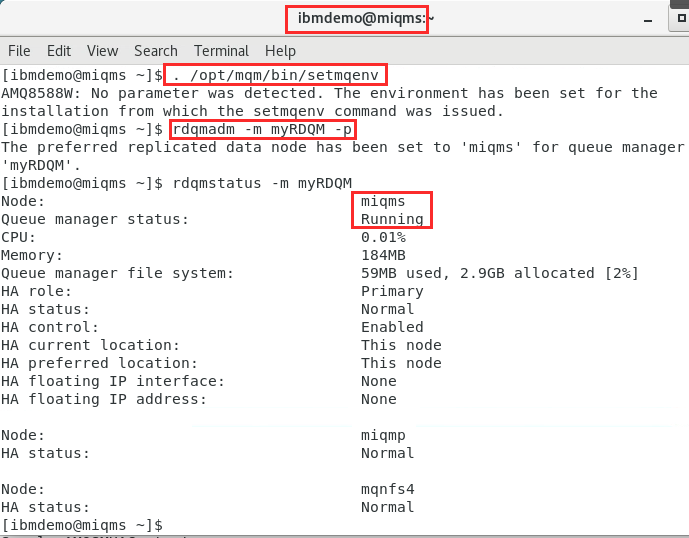 ibmdemo@miqms:~
File Edit View Search Terminal Help
[ibmdemo@miqms ~]$ . /opt/mqm/bin/setmqenv
AMQ8588W: No parameter was detected. The environment has been set for the
installation from which the setmqenv command was issued.
[ibmdemo@miqms ~]$ rdqmadm -m myRDQM -p
The preferred replicated data node has been set to 'miqms' for queue manager
'myRDQM'.
[ibmdemo@miqms ~]$ rdqmstatus -m myRDQM
Node: miqms
Queue manager status: Running
CPU: 0.01%
Memory: 184MB
Queue manager file system: 59MB used, 2.9GB allocated [2%]
HA role: Primary
HA status: Normal
HA control: Enabled
HA current location: This node
HA preferred location: This node
HA floating IP interface: None
HA floating IP address: None
Node: miqmp
HA status: Normal
Node: mqnfs4
HA status: Normal
[ibmdemo@miqms ~]$